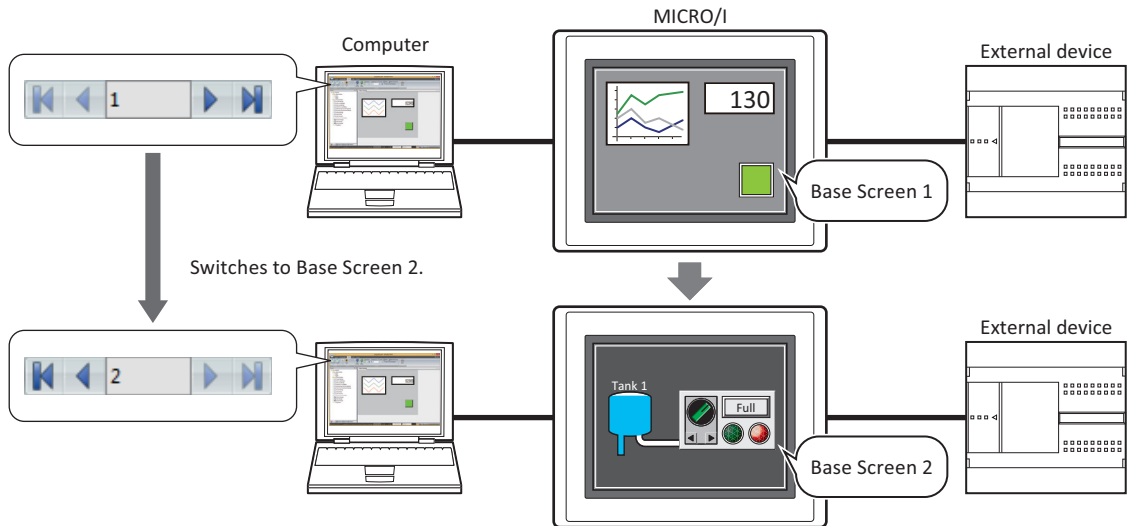 MICRO/I
Computer
External device
1
130
Base Screen 1
Switches to Base Screen 2.
External device
2
Tank 1
Full
Base Screen 2